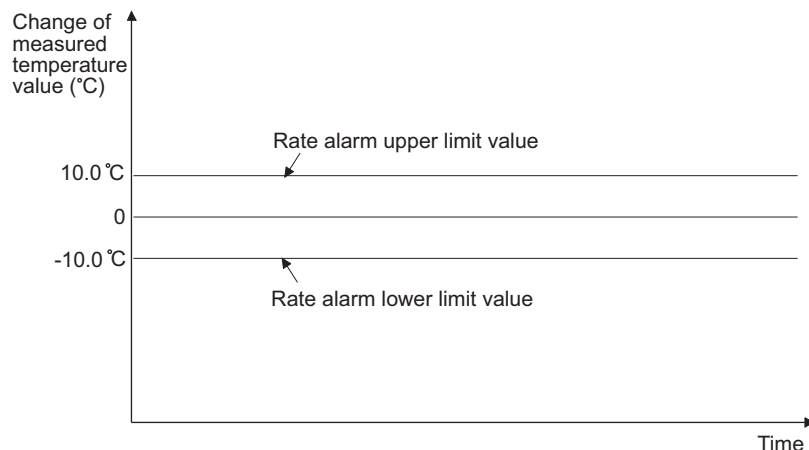 Change of
measured
temperature
value (°C)
Rate alarm upper limit value
10.0 °C
0
-10.0 °C
Rate alarm lower limit value
Time